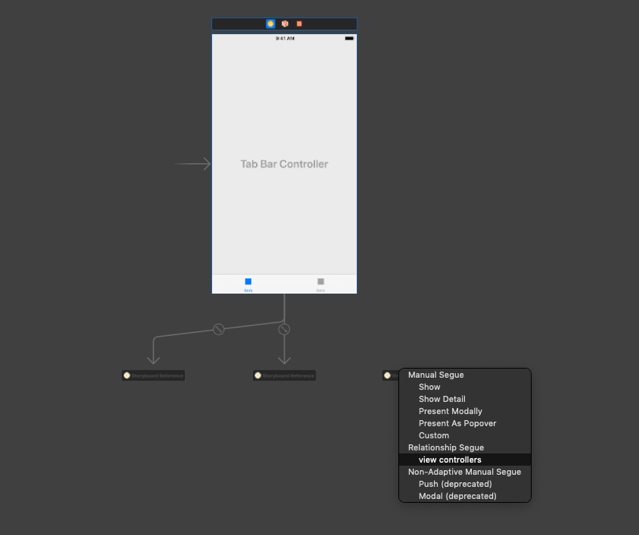 9:41 AM
Tab Bar Controller
Item
Item
Storyboard Reference
Storyboard Reference
Manual Segue
Show
Show Detail
Present Modally
Present As Popover
Custom
Relationship Segue
view controllers
Non-Adaptive Manual Segue
Push (deprecated)
Modal (deprecated)